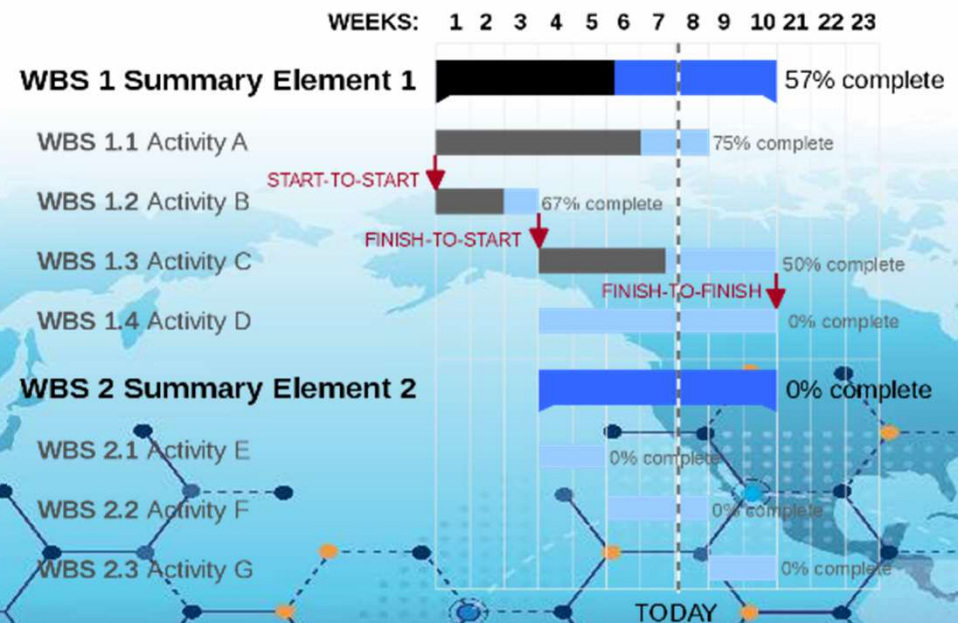 WEEKS: 1 2 3 4 5 6 7 8 9 10 21 22 23
WBS 1 Summary Element 1 57% complete
WBS 1.1 Activity A 75% complete
START-TO-START
WBS 1.2 Activity B 67% complete
FINISH-TO-START
WBS 1.3 Activity C 50% complete
FINISH-TO-FINISH
WBS 1.4 Activity D 0% complete
WBS 2 Summary Element 2 0% complete
WBS 2.1 Activity E 0% complete
WBS 2.2 Activity F 0% complete
WBS 2.3 Activity G 0% complete
TODAY